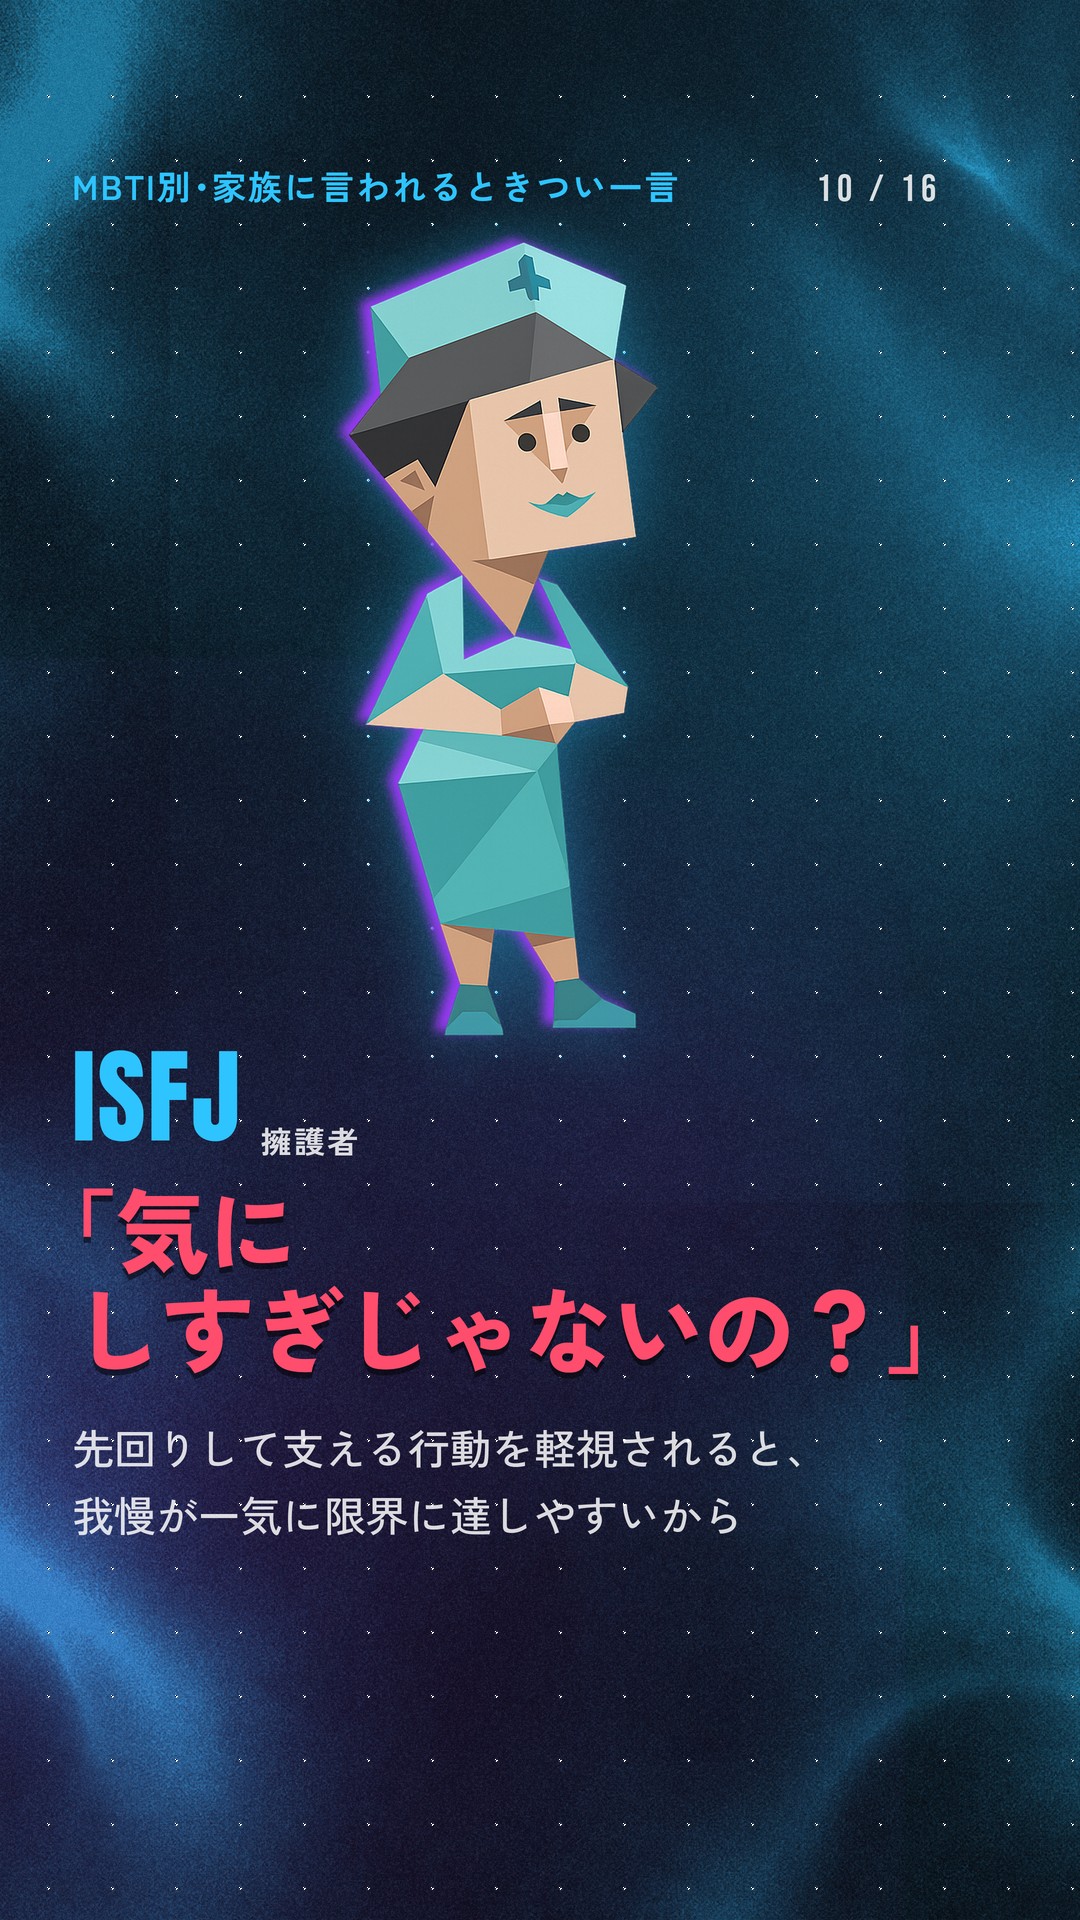 MBTI別・家族に言われるときつい一言
10 / 16
ISFJ 擁護者
「気に
しすぎじゃないの？」
先回りして支える行動を軽視されると、
我慢が一気に限界に達しやすいから